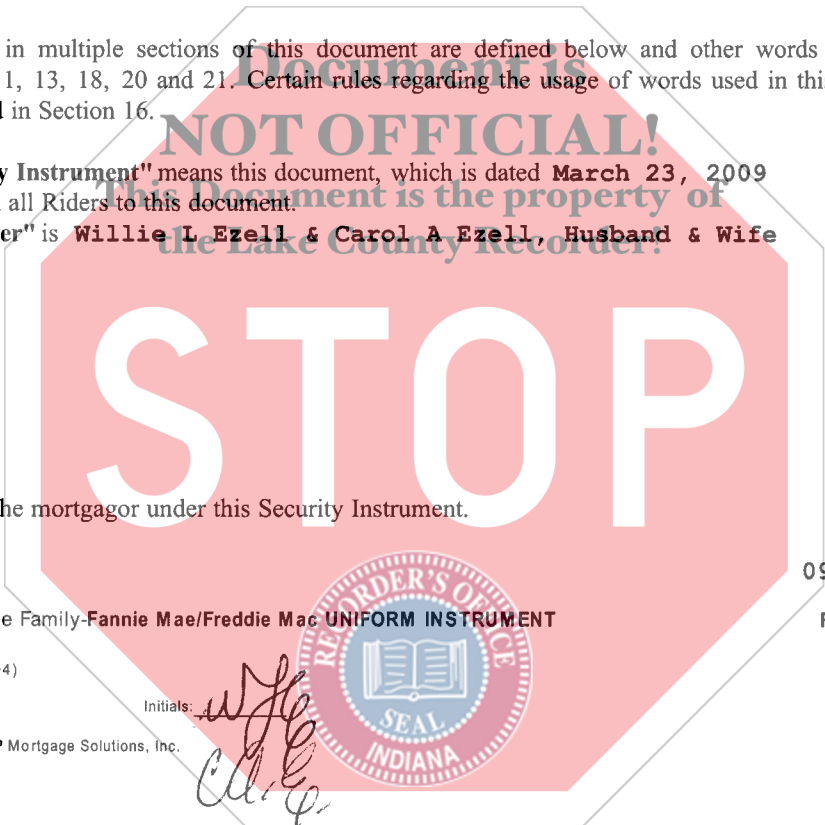 in multiple sections of this document are defined below and other words
1, 13, 18, 20 and 21. Certain rules regarding the usage of words used in this
in Section 16.
Document is
NOT OFFICIAL!
This Document is the property of
the Lake County Recorder!
y Instrument" means this document, which is dated March 23, 2009
all Riders to this document.
er" is Willie L Ezell & Carol A Ezell, Husband & Wife
STOP
he mortgagor under this Security Instrument.
09
e Family-Fannie Mae/Freddie Mac UNIFORM INSTRUMENT
4)
Initials:
P Mortgage Solutions, Inc.
RECORDER'S OFFICE
SEAL
INDIANA